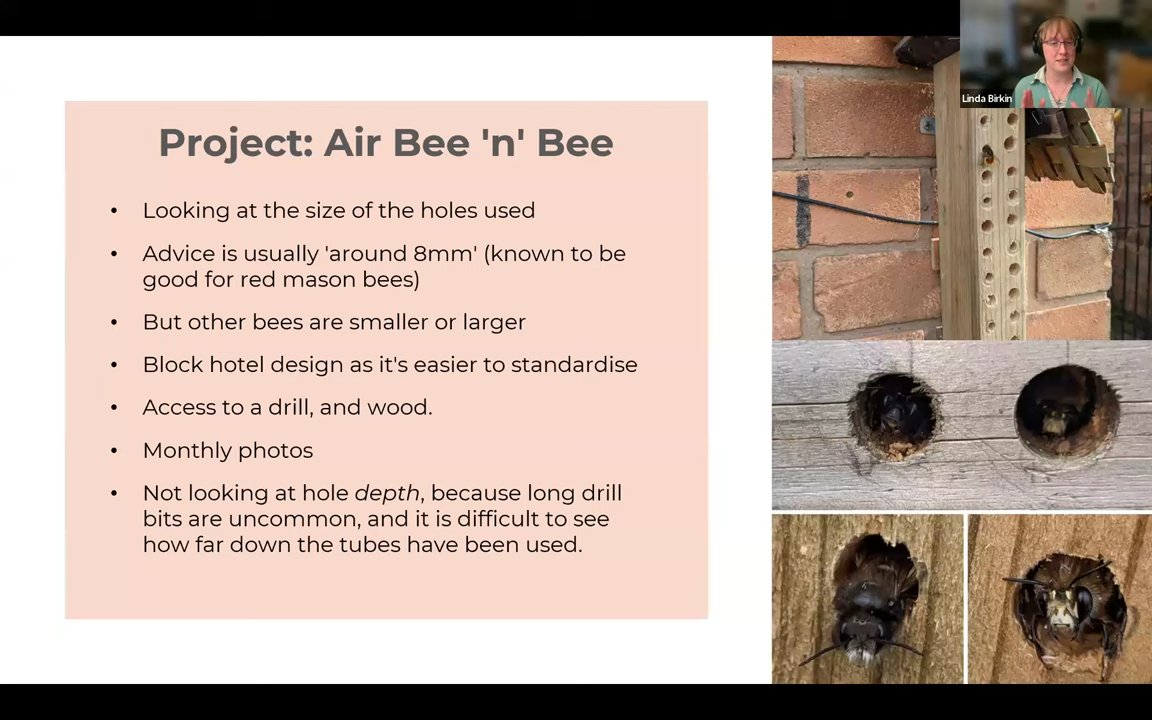 Linda Birkin
Project: Air Bee 'n' Bee
• Looking at the size of the holes used
• Advice is usually 'around 8mm' (known to be
good for red mason bees)
• But other bees are smaller or larger
• Block hotel design as it's easier to standardise
• Access to a drill, and wood.
• Monthly photos
• Not looking at hole depth, because long drill
bits are uncommon, and it is difficult to see
how far down the tubes have been used.